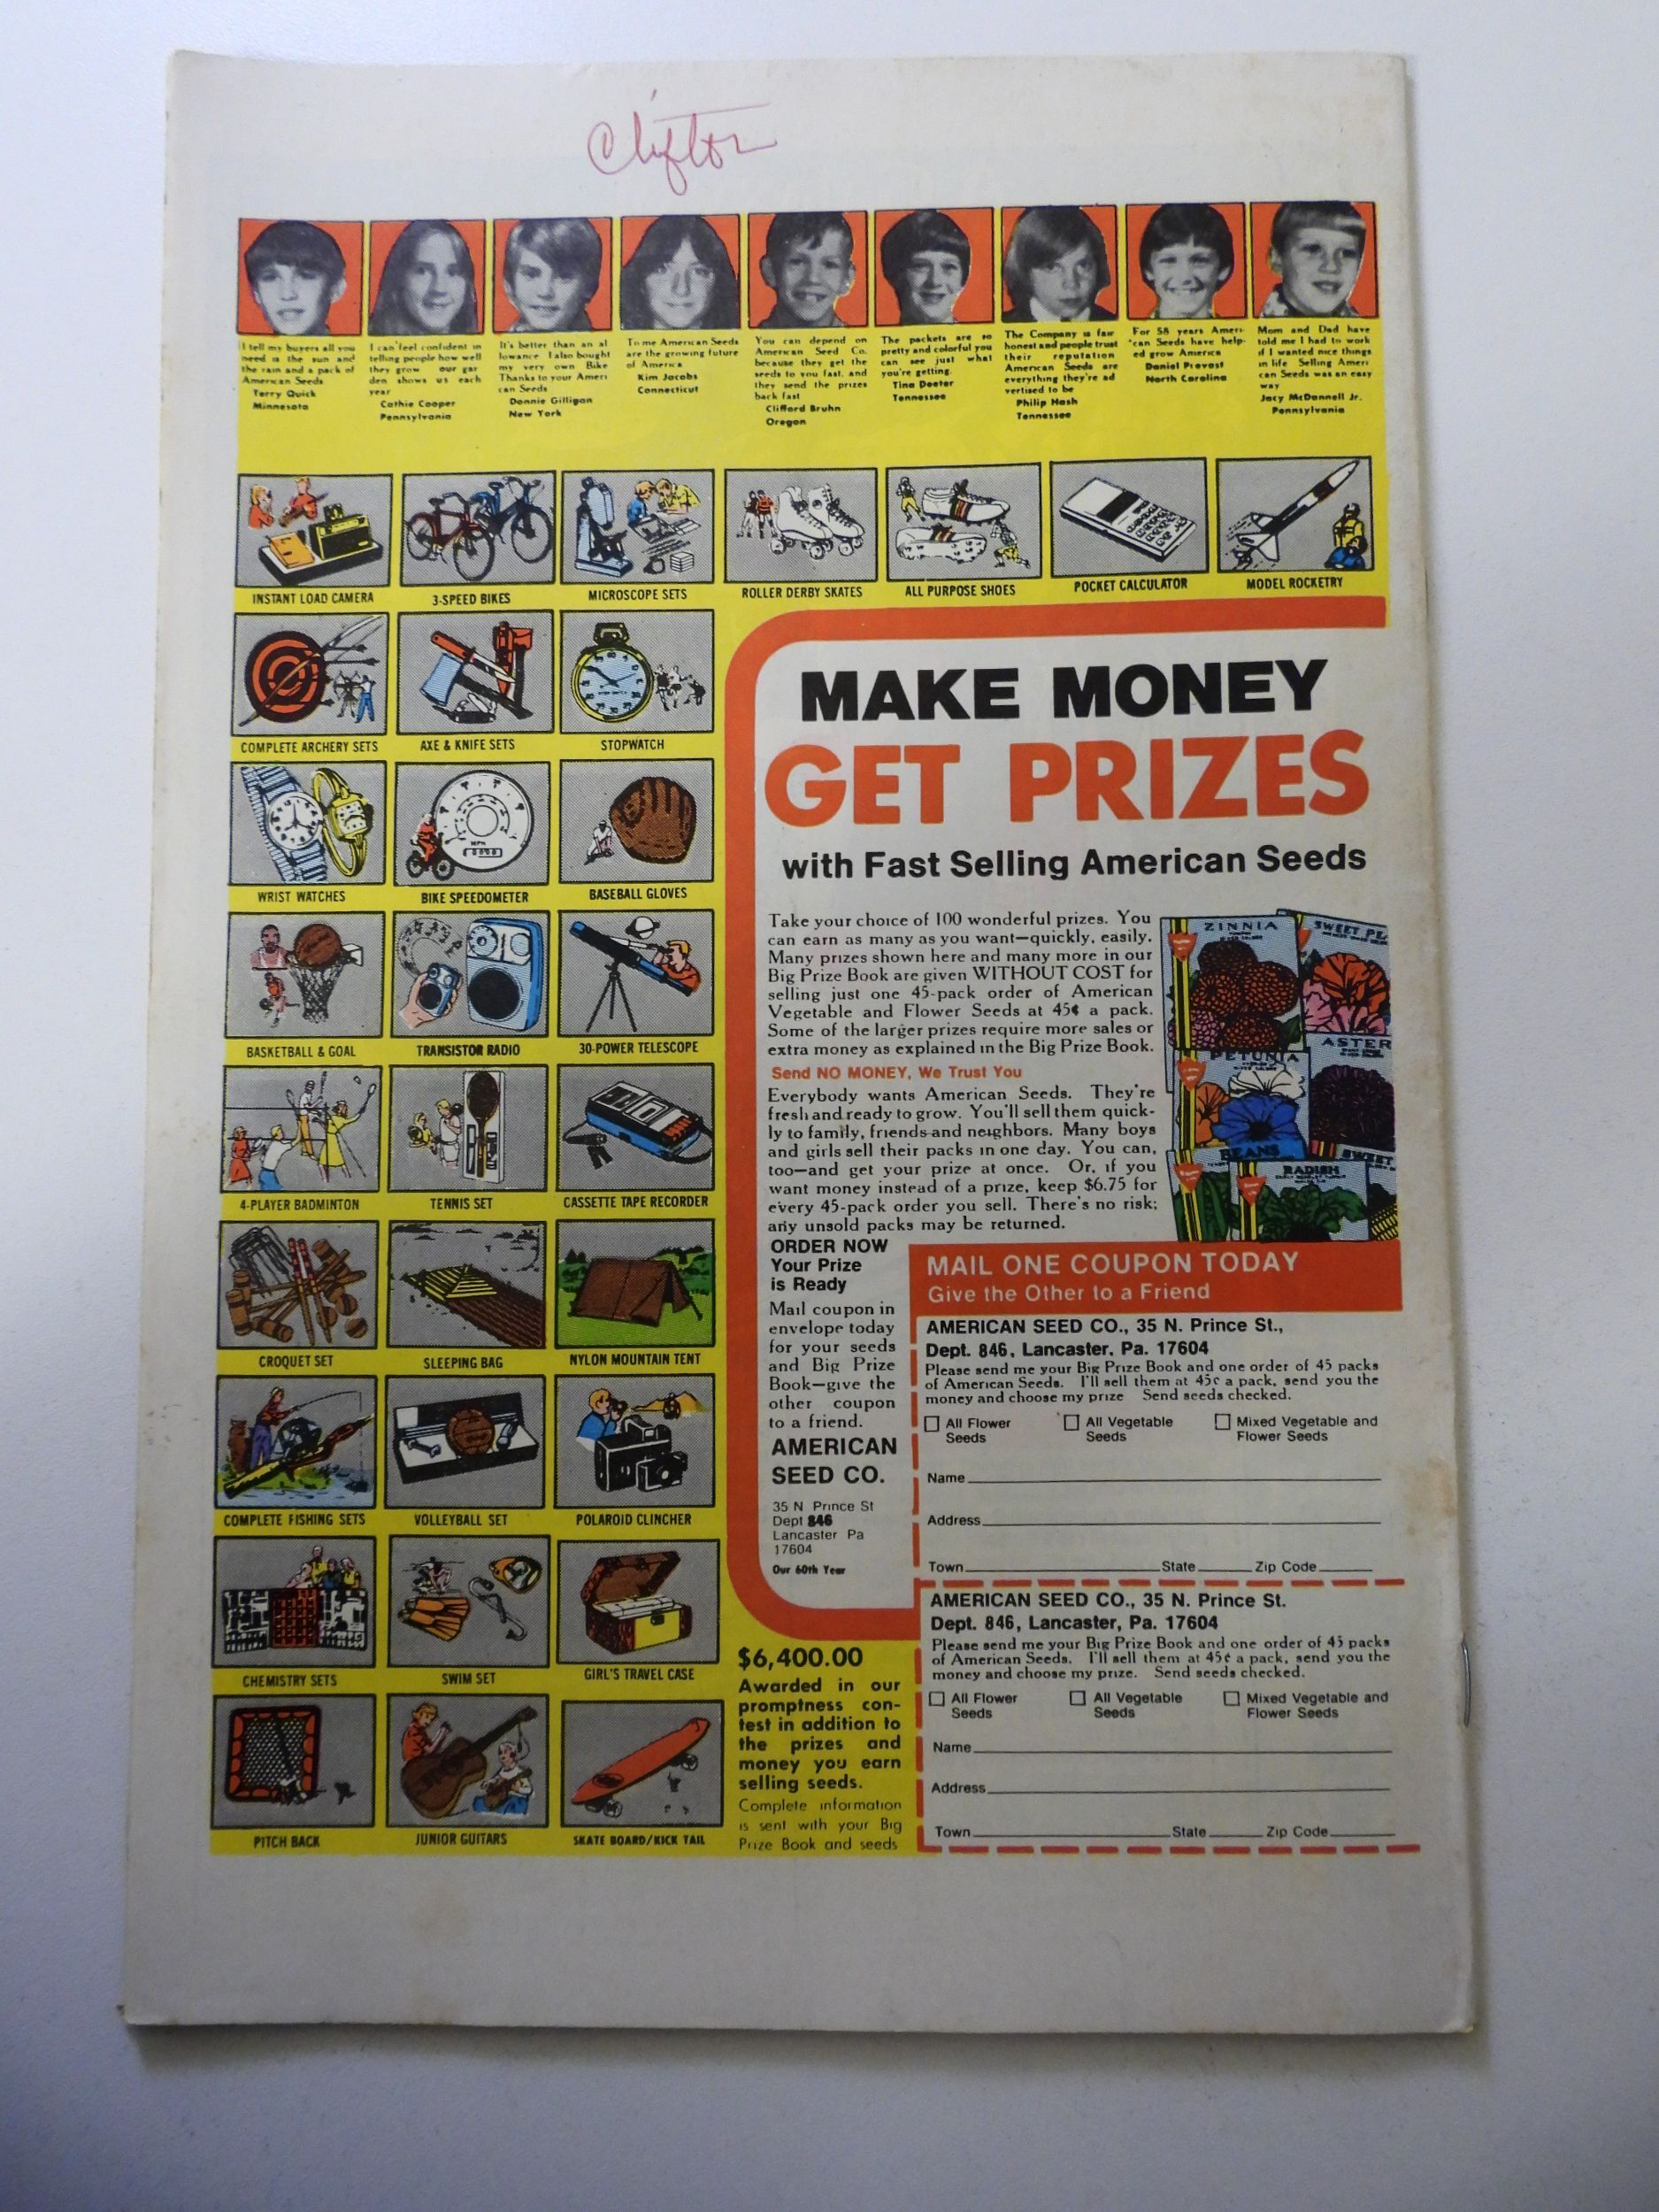 Clifton
I tell my buyers all you
need is the sun and
the rain and a pack of
American Seeds
Terry Quick
Minnesota
I can feel confident in
telling people how well
they grow our gar
den shows us each
year
Cathie Cooper
Pennsylvania
It's better than an al
lowance I also bought
my very own Bike
Thanks to your Ameri
can Seeds
Donnie Gilligan
New York
To me American Seeds
are the growing future
of America
Kim Jacobs
Connecticut
You can depend on
American Seed Co.
because they get the
seeds to you fast, and
they send the prizes
back fast
Clifford Bruhn
Oregon
The packets are so
pretty and colorful you
can see just what
you're getting.
Tina Deeter
Tennessee
The Company is fair
honest and people trust
their reputation
American Seeds are
everything they're ad
vertised to be
Philip Hash
Tennessee
For 58 years Ameri-
can Seeds have help-
ed grow America
Daniel Provost
North Carolina
Mom and Dad have
told me I had to work
if I wanted nice things
in life Selling Ameri
can Seeds was an easy
way
Jacy McDannell Jr.
Pennsylvania
INSTANT LOAD CAMERA
3-SPEED BIKES
MICROSCOPE SETS
ROLLER DERBY SKATES
ALL PURPOSE SHOES
POCKET CALCULATOR
MODEL ROCKETRY
COMPLETE ARCHERY SETS
AXE & KNIFE SETS
STOPWATCH
WRIST WATCHES
BIKE SPEEDOMETER
BASEBALL GLOVES
BASKETBALL & GOAL
TRANSISTOR RADIO
30-POWER TELESCOPE
4-PLAYER BADMINTON
TENNIS SET
CASSETTE TAPE RECORDER
CROQUET SET
SLEEPING BAG
NYLON MOUNTAIN TENT
COMPLETE FISHING SETS
VOLLEYBALL SET
POLAROID CLINCHER
CHEMISTRY SETS
SWIM SET
GIRL'S TRAVEL CASE
PITCH BACK
JUNIOR GUITARS
SKATE BOARD/KICK TAIL
MAKE MONEY
GET PRIZES
with Fast Selling American Seeds
Take your choice of 100 wonderful prizes. You
can earn as many as you want—quickly, easily.
Many prizes shown here and many more in our
Big Prize Book are given WITHOUT COST for
selling just one 45-pack order of American
Vegetable and Flower Seeds at 45¢ a pack.
Some of the larger prizes require more sales or
extra money as explained in the Big Prize Book.
Send NO MONEY, We Trust You
Everybody wants American Seeds. They're
fresh and ready to grow. You'll sell them quick-
ly to family, friends and neighbors. Many boys
and girls sell their packs in one day. You can,
too—and get your prize at once. Or, if you
want money instead of a prize, keep $6.75 for
every 45-pack order you sell. There's no risk;
any unsold packs may be returned.
ZINNIA
SWEET PE
ASTER
PETUNIA
BEANS
RADISH
SWEET
ORDER NOW
Your Prize
is Ready
Mail coupon in
envelope today
for your seeds
and Big Prize
Book—give the
other coupon
to a friend.
AMERICAN
SEED CO.
35 N Prince St
Dept 846
Lancaster Pa
17604
Our 60th Year
MAIL ONE COUPON TODAY
Give the Other to a Friend
AMERICAN SEED CO., 35 N. Prince St.,
Dept. 846, Lancaster, Pa. 17604
Please send me your Big Prize Book and one order of 45 packs
of American Seeds. I'll sell them at 45¢ a pack, send you the
money and choose my prize Send seeds checked.
All Flower Seeds
All Vegetable Seeds
Mixed Vegetable and Flower Seeds
Name
Address
Town State Zip Code
AMERICAN SEED CO., 35 N. Prince St.
Dept. 846, Lancaster, Pa. 17604
Please send me your Big Prize Book and one order of 45 packs
of American Seeds. I'll sell them at 45¢ a pack, send you the
money and choose my prize. Send seeds checked.
All Flower Seeds
All Vegetable Seeds
Mixed Vegetable and Flower Seeds
Name
Address
Town State Zip Code
$6,400.00
Awarded in our
promptness con-
test in addition to
the prizes and
money you earn
selling seeds.
Complete information
is sent with your Big
Prize Book and seeds